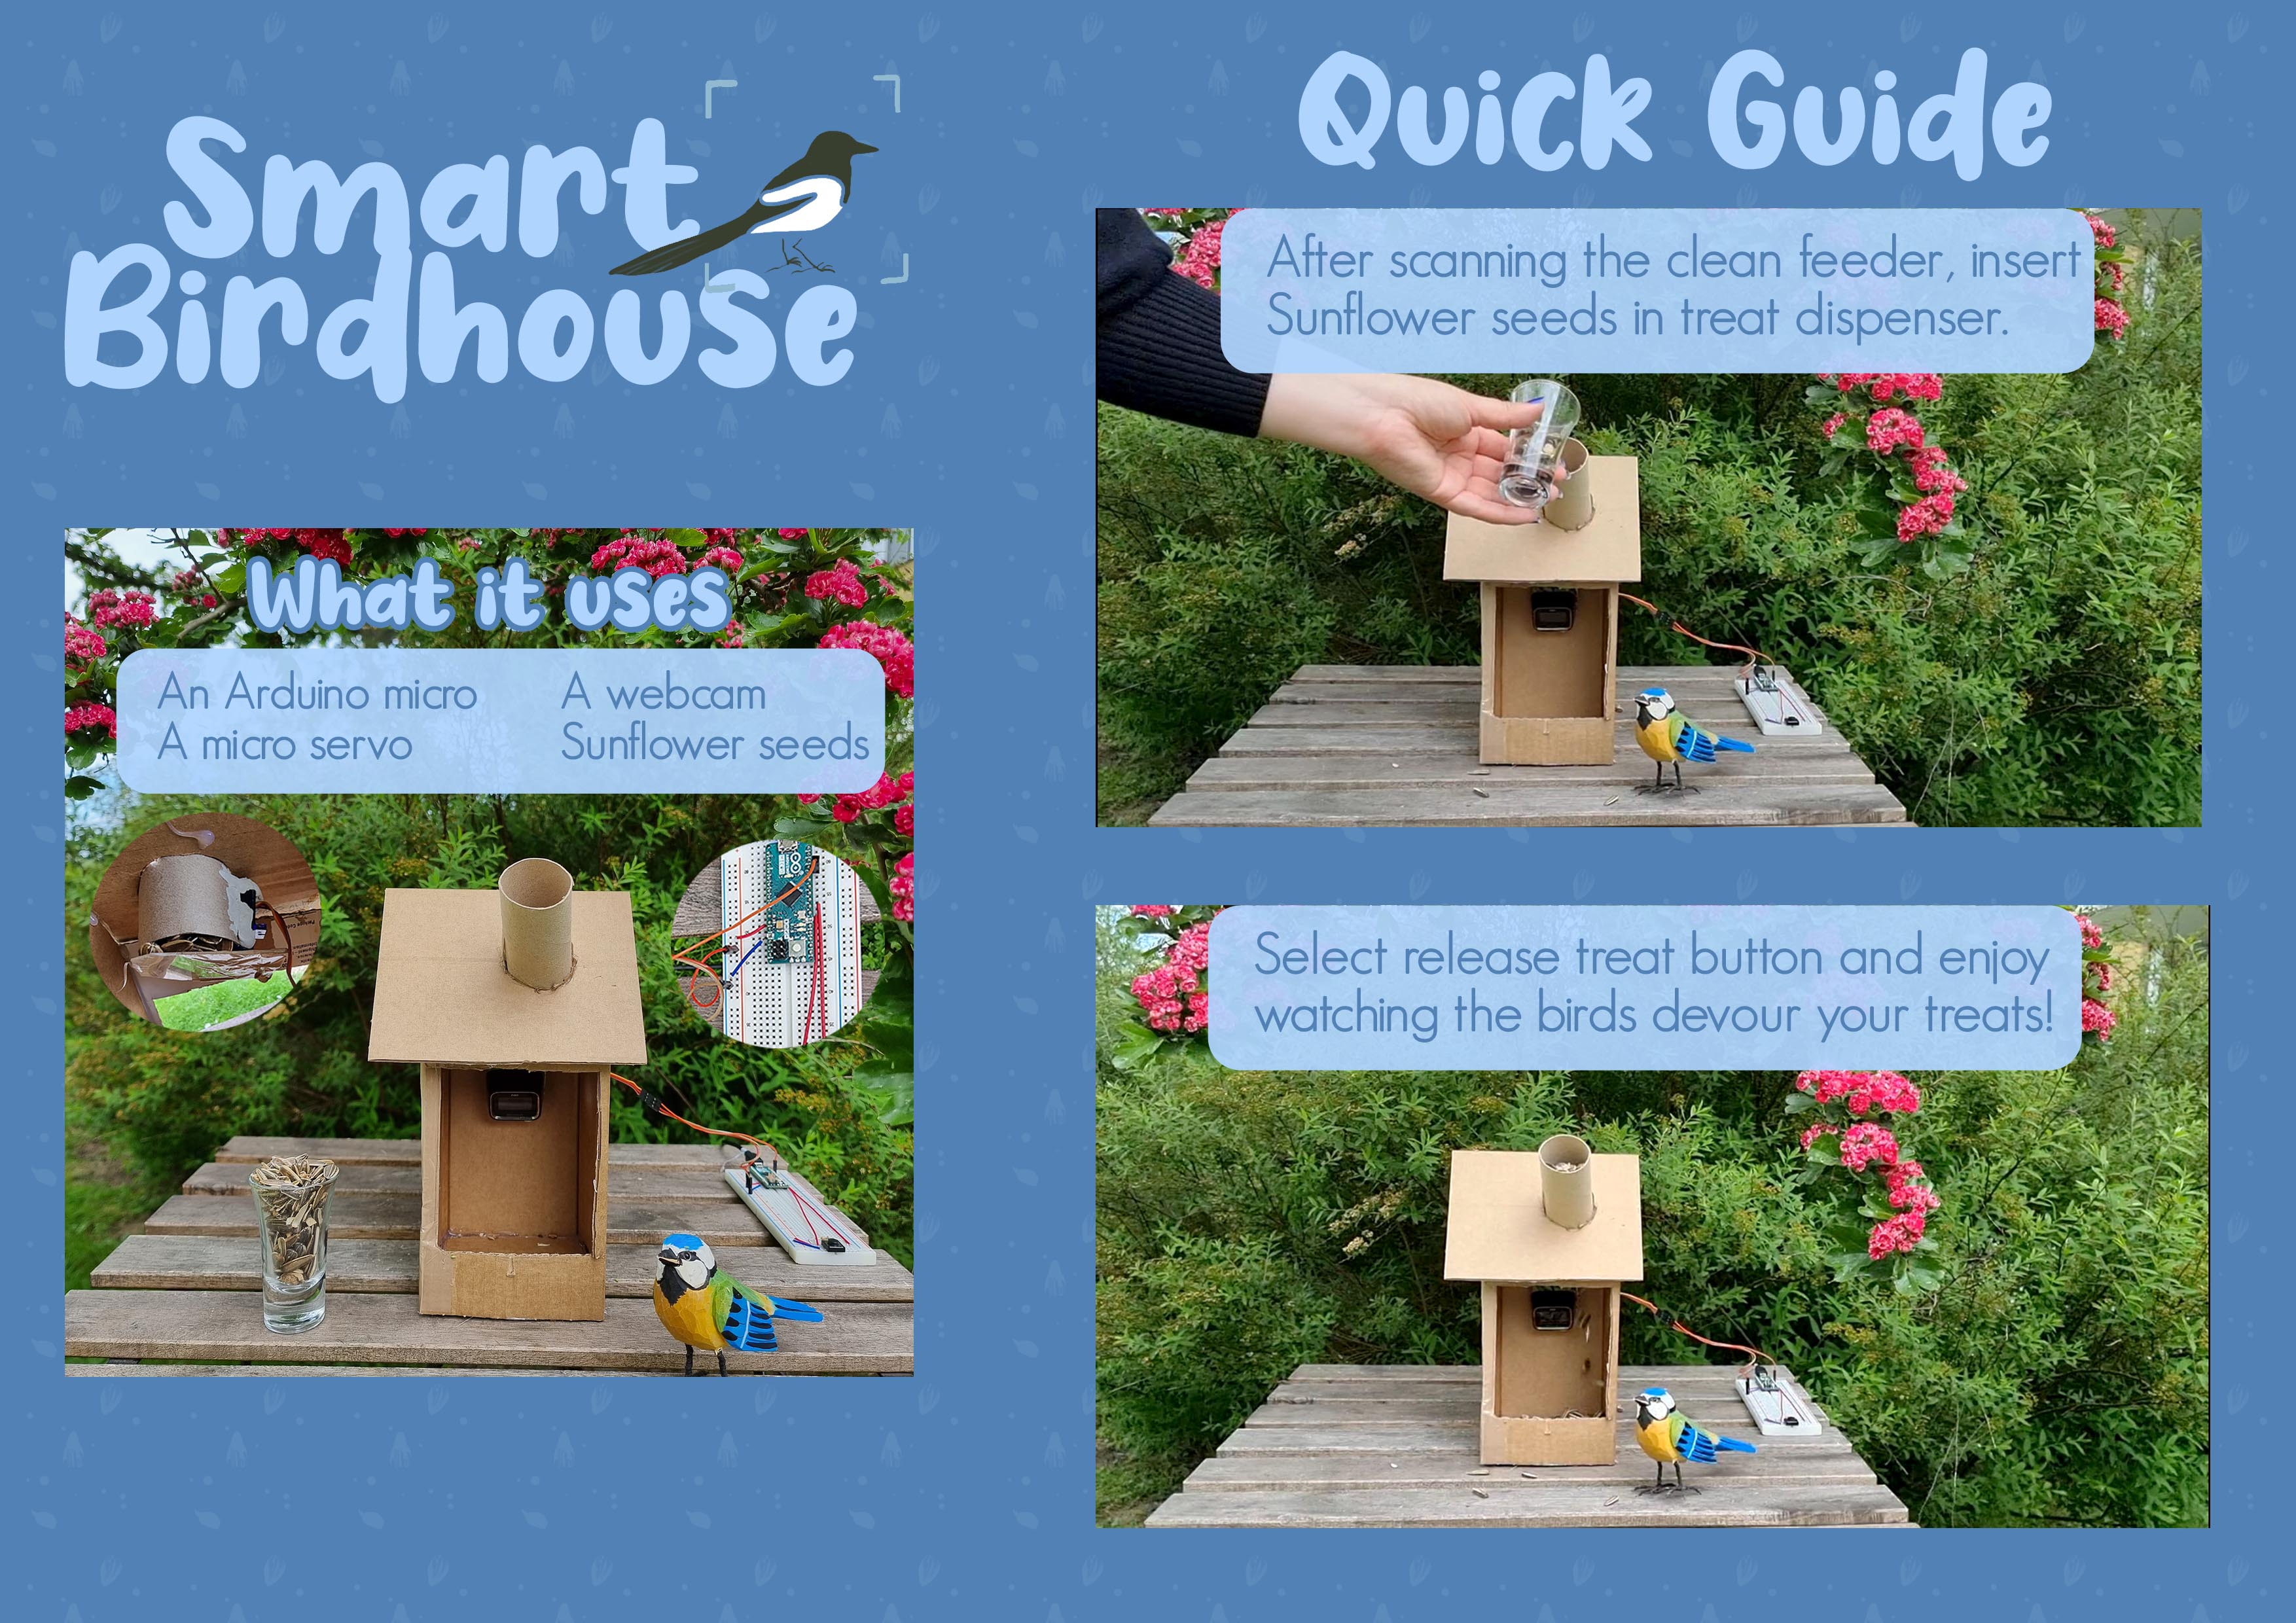 Smart
Birdhouse
What it uses
An Arduino micro
A micro servo
A webcam
Sunflower seeds
Quick Guide
After scanning the clean feeder, insert
Sunflower seeds in treat dispenser.
Select release treat button and enjoy
watching the birds devour your treats!